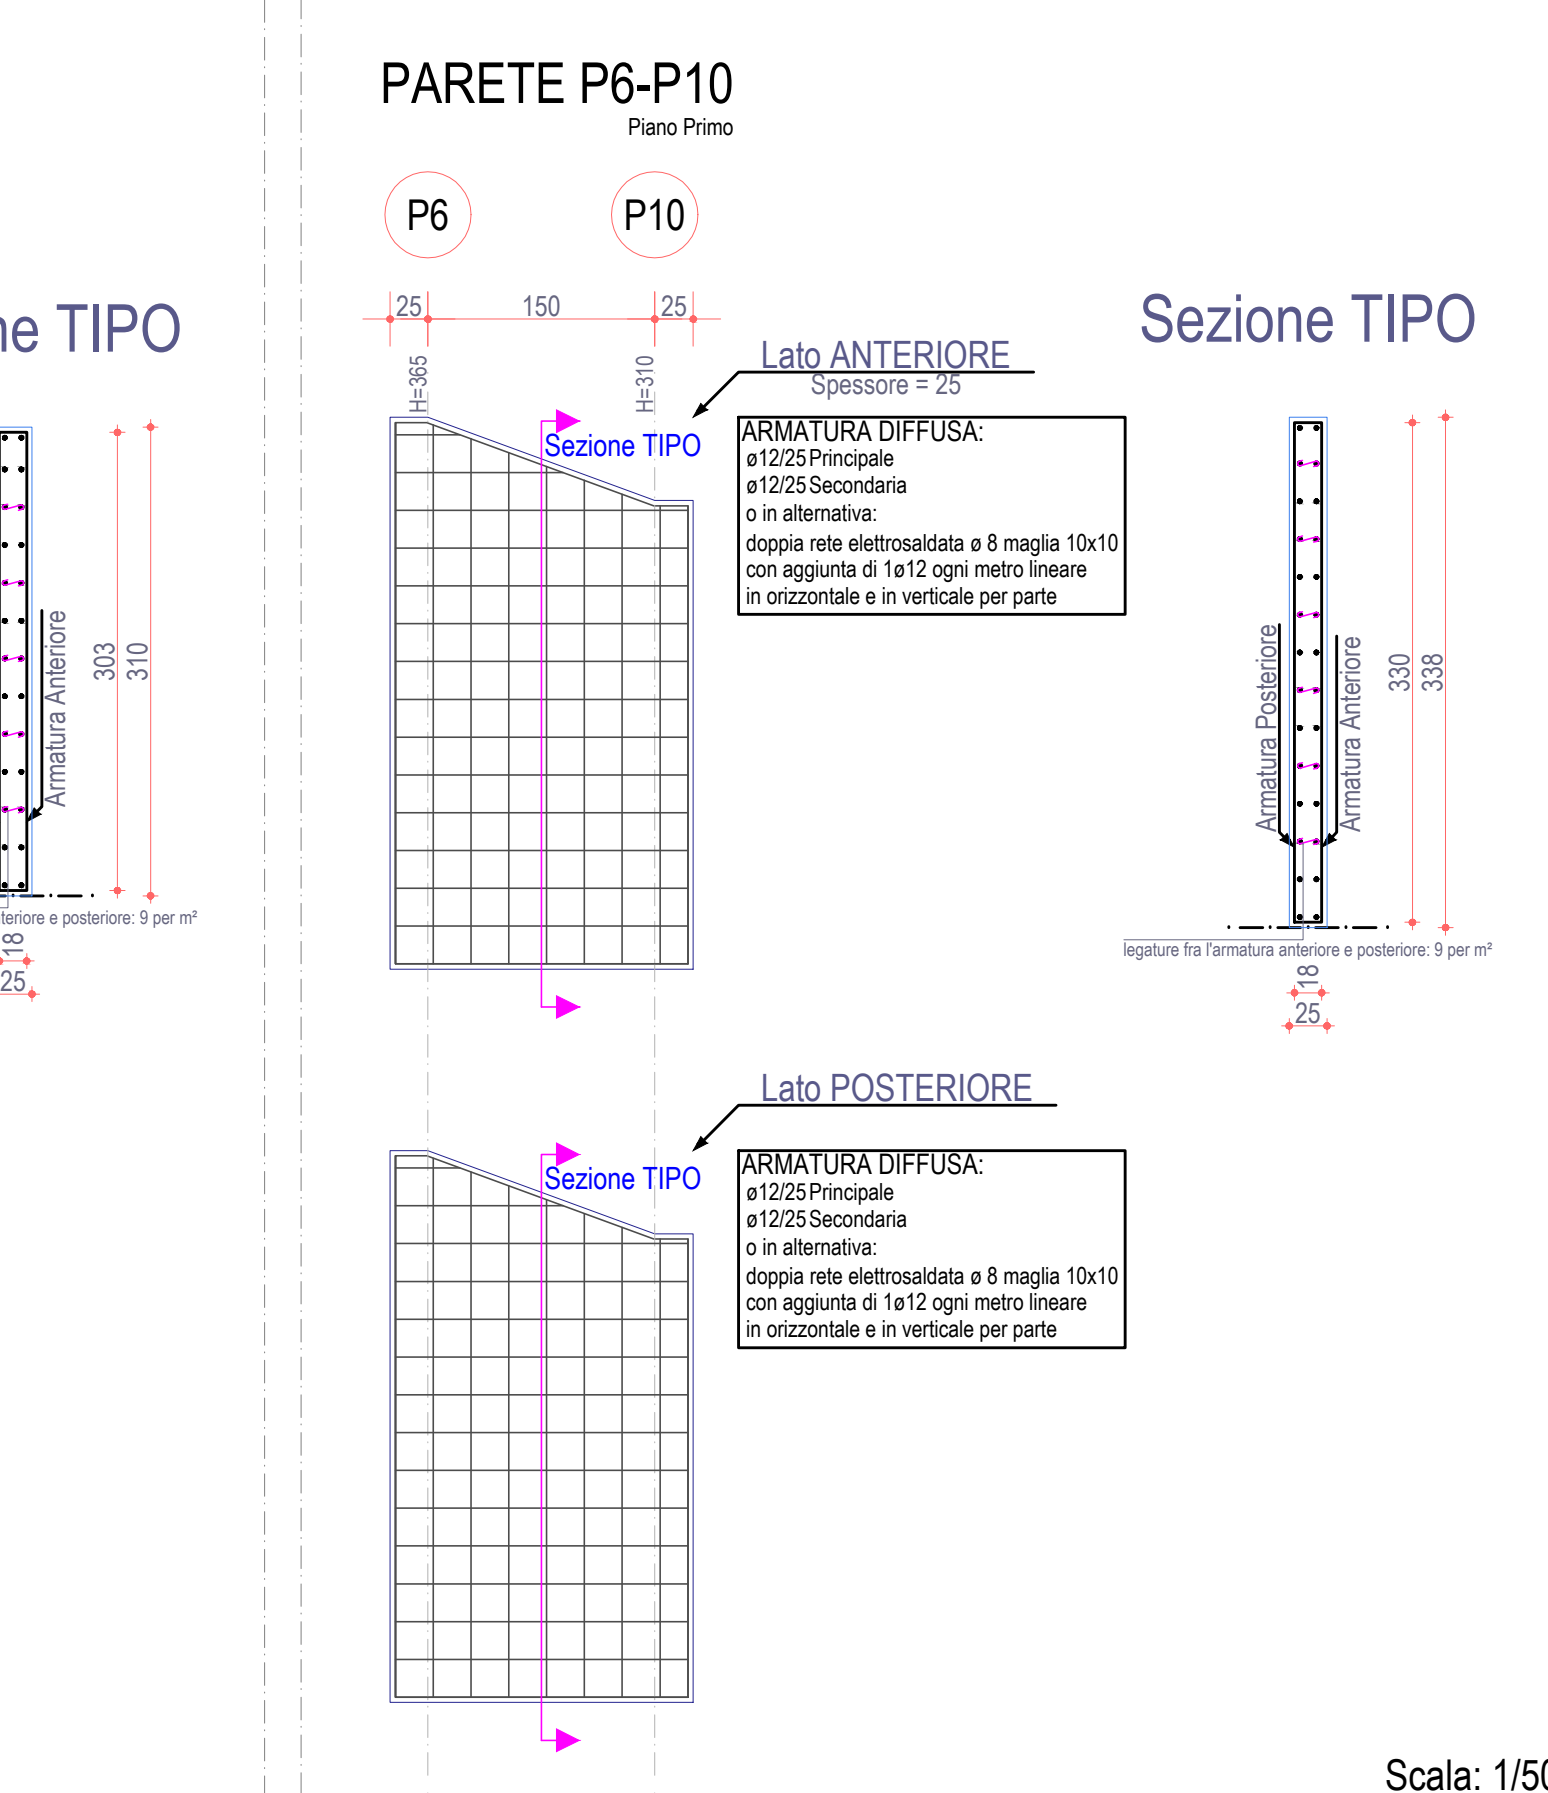 PARETE P6-P10
Piano Primo
P6
P10
25
150
25
H=365
H=310
Lato ANTERIORE
Spessore = 25
Sezione TIPO
ARMATURA DIFFUSA:
ø12/25 Principale
ø12/25 Secondaria
o in alternativa:
doppia rete elettrosaldata ø 8 maglia 10x10
con aggiunta di 1ø12 ogni metro lineare
in orizzontale e in verticale per parte
ne TIPO
Armatura Anteriore
303
310
teriore e posteriore: 9 per m²
18
25
Sezione TIPO
Armatura Posteriore
Armatura Anteriore
330
338
legature fra l'armatura anteriore e posteriore: 9 per m²
18
25
Lato POSTERIORE
Sezione TIPO
ARMATURA DIFFUSA:
ø12/25 Principale
ø12/25 Secondaria
o in alternativa:
doppia rete elettrosaldata ø 8 maglia 10x10
con aggiunta di 1ø12 ogni metro lineare
in orizzontale e in verticale per parte
Scala: 1/50